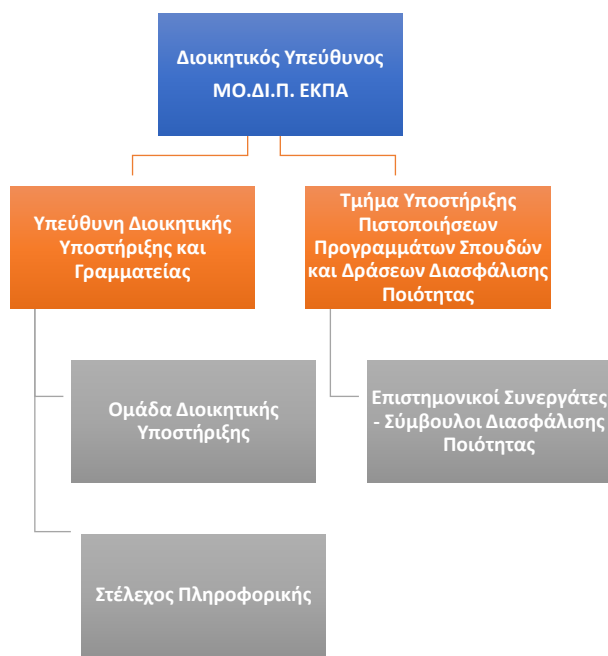 Διοικητικός Υπεύθυνος
ΜΟ.ΔΙ.Π. ΕΚΠΑ
Υπεύθυνη Διοικητικής
Υποστήριξης και
Γραμματείας
Τμήμα Υποστήριξης
Πιστοποιήσεων
Προγραμμάτων Σπουδών
και Δράσεων Διασφάλισης
Ποιότητας
Ομάδα Διοικητικής
Υποστήριξης
Επιστημονικοί Συνεργάτες
- Σύμβουλοι Διασφάλισης
Ποιότητας
Στέλεχος Πληροφορικής